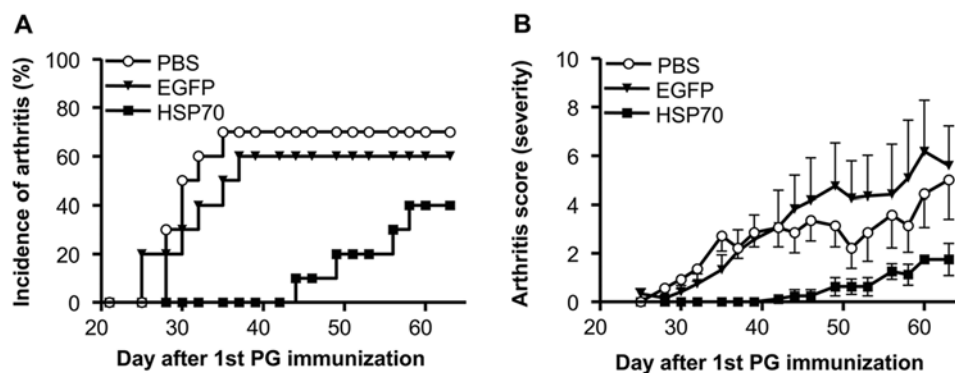 A
Incidence of arthritis (%)
100
80
60
40
20
0
PBS
EGFP
HSP70
20 30 40 50 60
Day after 1st PG immunization
B
Arthritis score (severity)
10
8
6
4
2
0
PBS
EGFP
HSP70
20 30 40 50 60
Day after 1st PG immunization